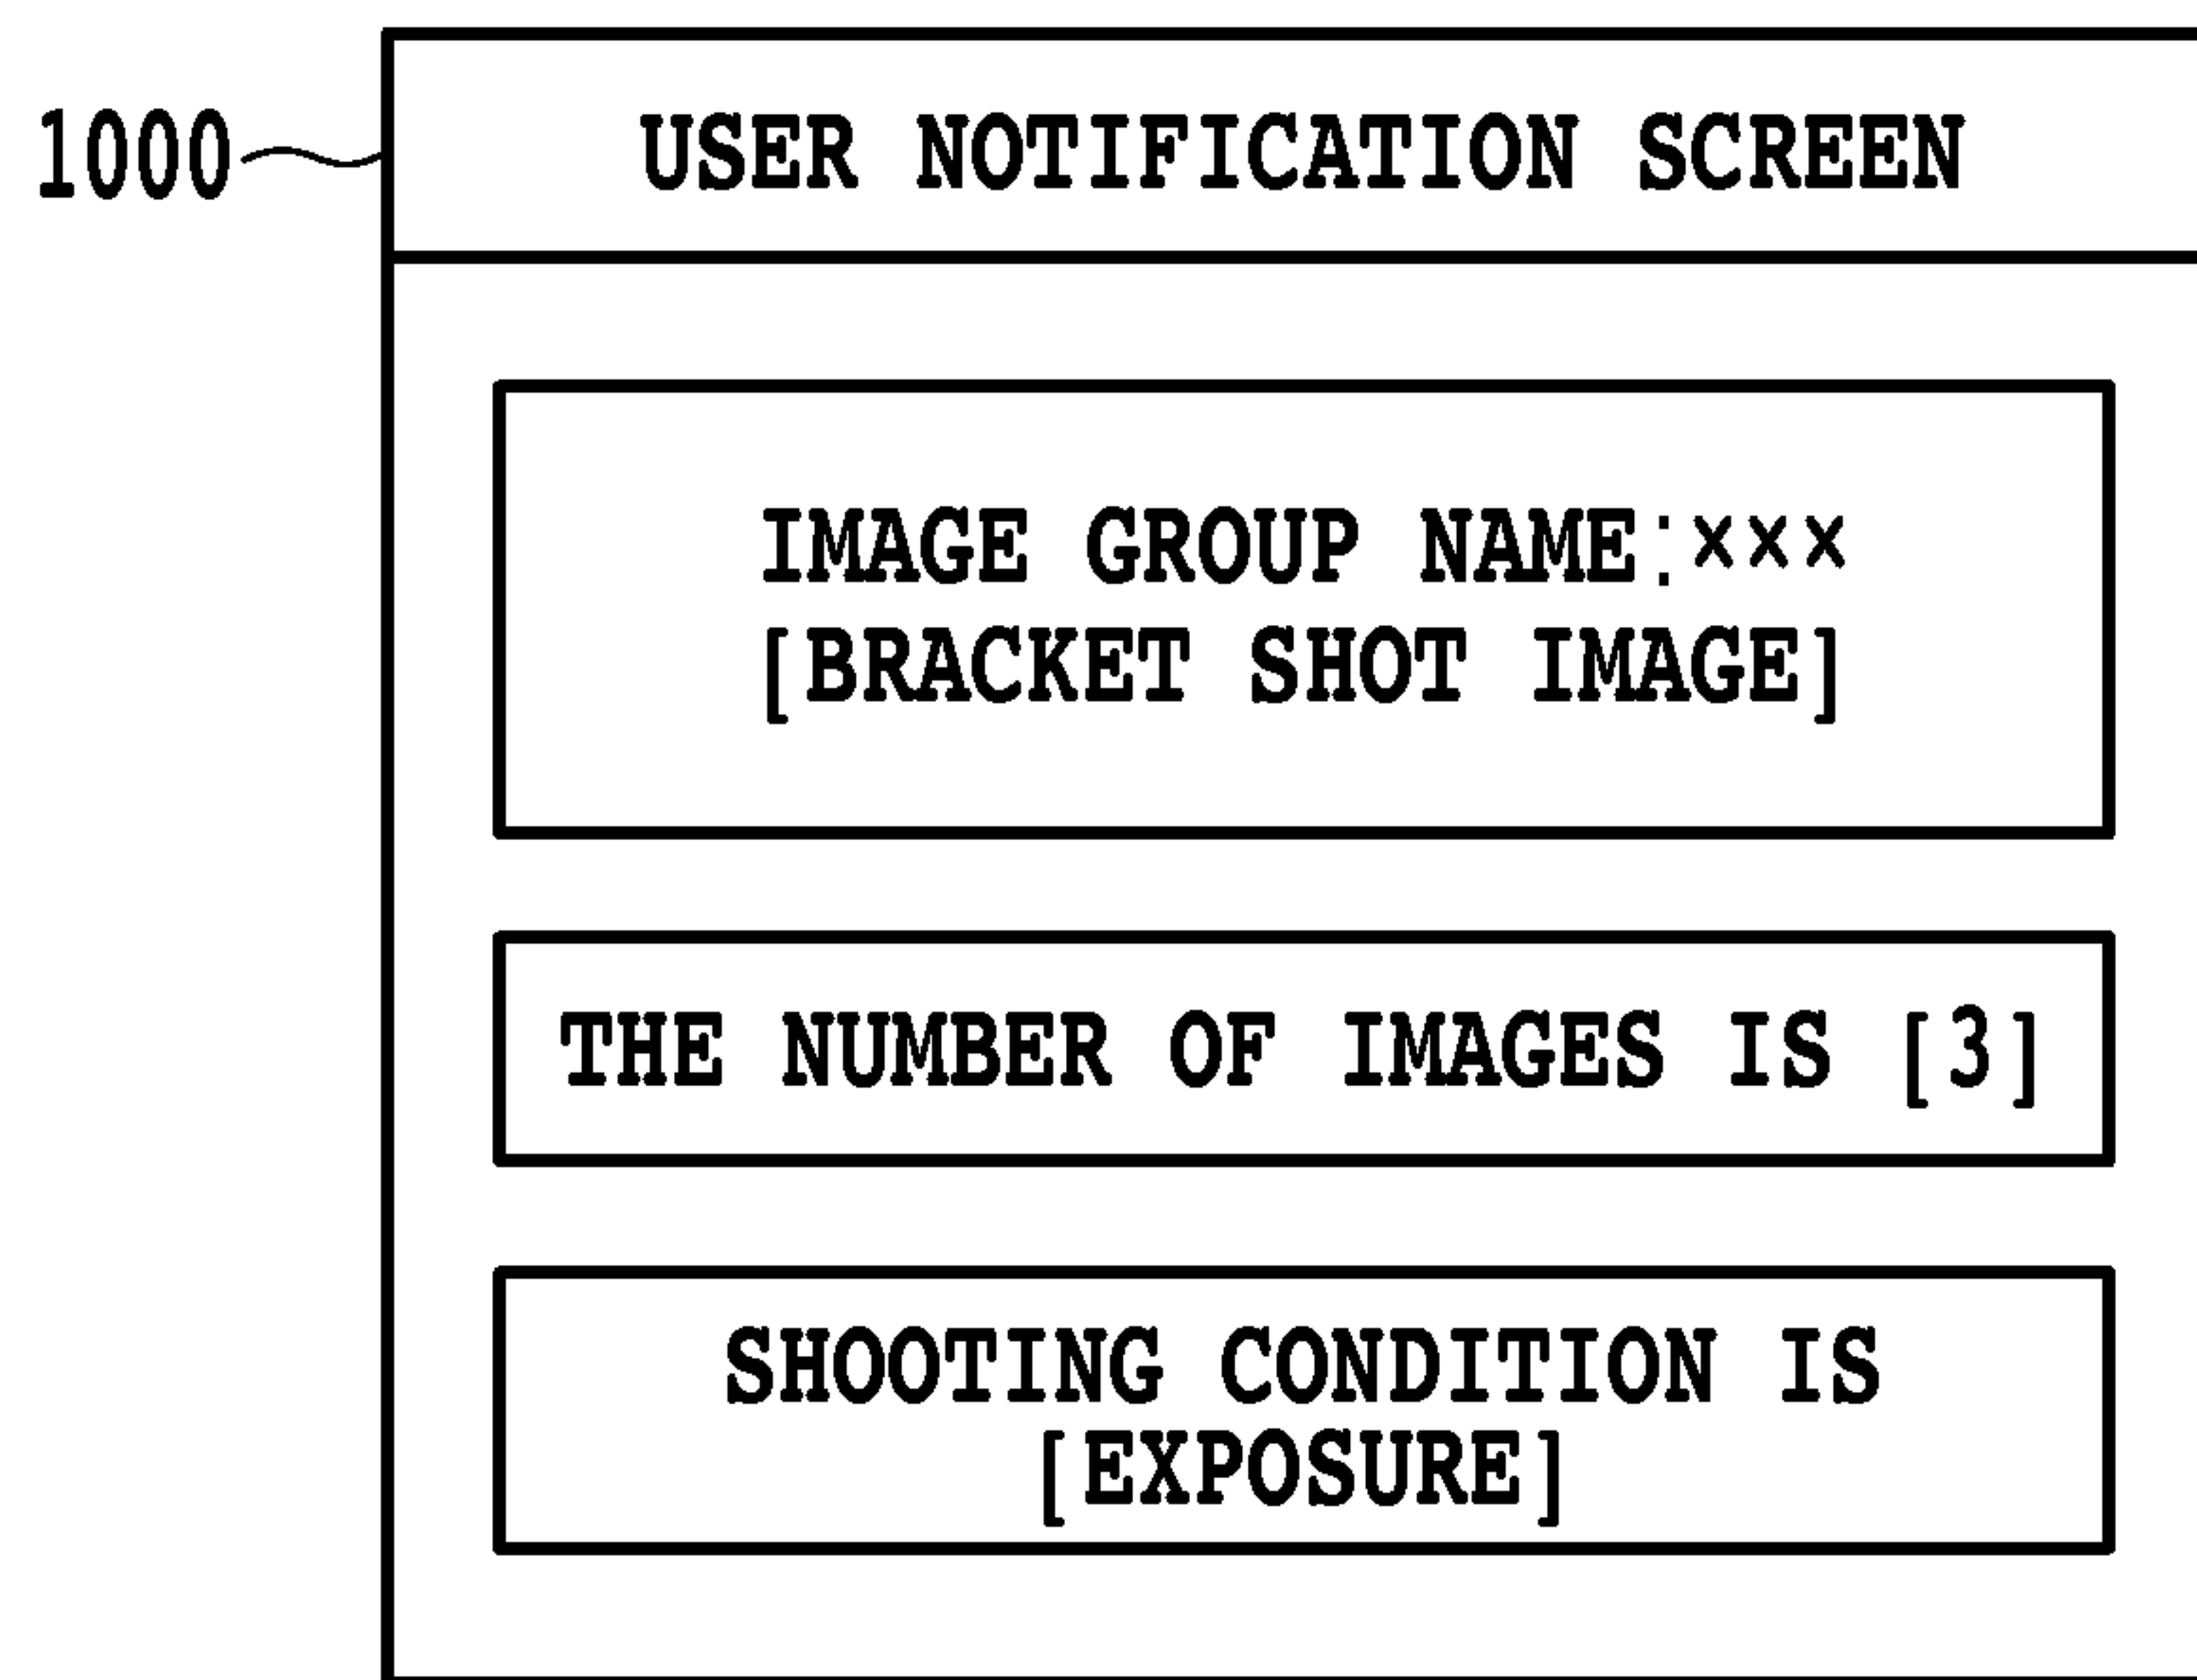 1000
USER NOTIFICATION SCREEN
IMAGE GROUP NAME:×××
[BRACKET SHOT IMAGE]
THE NUMBER OF IMAGES IS [3]
SHOOTING CONDITION IS
[EXPOSURE]